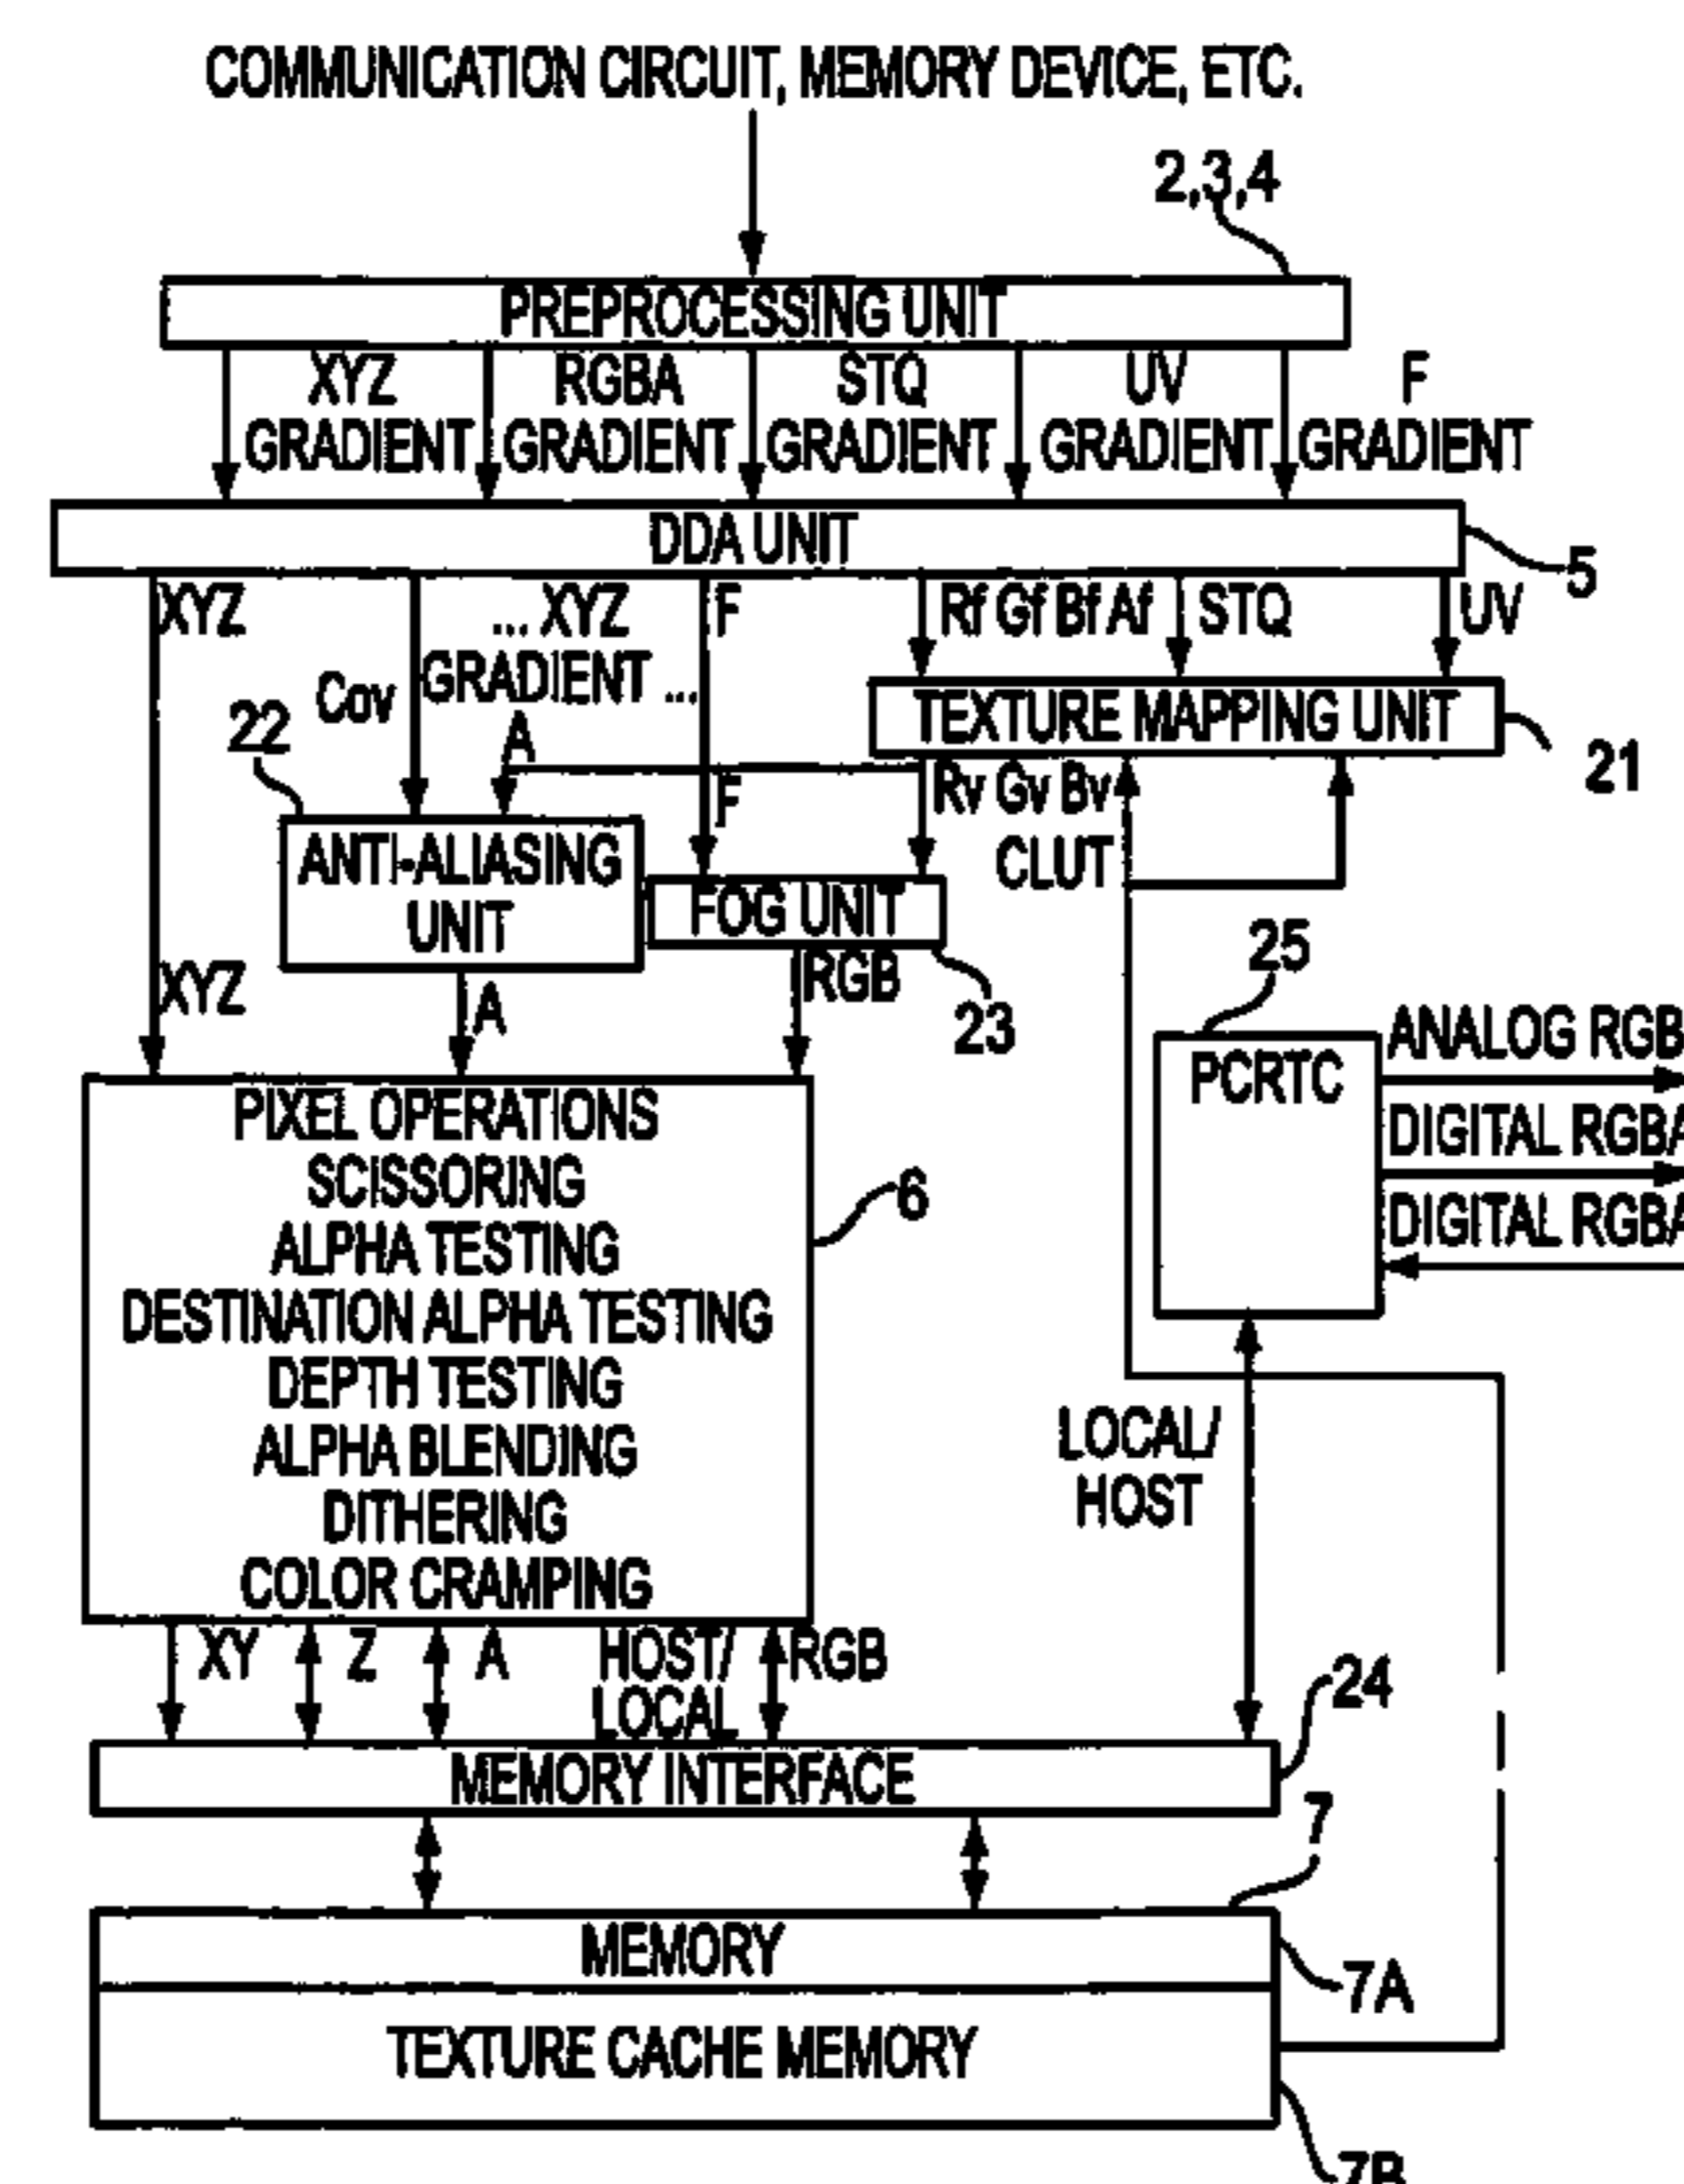 COMMUNICATION CIRCUIT, MEMORY DEVICE, ETC.
2,3,4
PREPROCESSING UNIT
XYZ GRADIENT
RGBA GRADIENT
STQ GRADIENT
UV GRADIENT
F GRADIENT
DDA UNIT
5
XYZ
Cov
... XYZ
GRADIENT ...
F
Rf Gf Bf Af
STQ
UV
TEXTURE MAPPING UNIT
21
22
A
F
Rv Gv Bv
CLUT
ANTI-ALIASING
UNIT
FOG UNIT
23
XYZ
A
RGB
25
PCRTC
ANALOG RGB
DIGITAL RGBA
DIGITAL RGBA
PIXEL OPERATIONS
SCISSORING
ALPHA TESTING
DESTINATION ALPHA TESTING
DEPTH TESTING
ALPHA BLENDING
DITHERING
COLOR CRAMPING
6
LOCAL/
HOST
XY
Z
A
HOST/
LOCAL
RGB
24
MEMORY INTERFACE
7
MEMORY
7A
TEXTURE CACHE MEMORY
7B